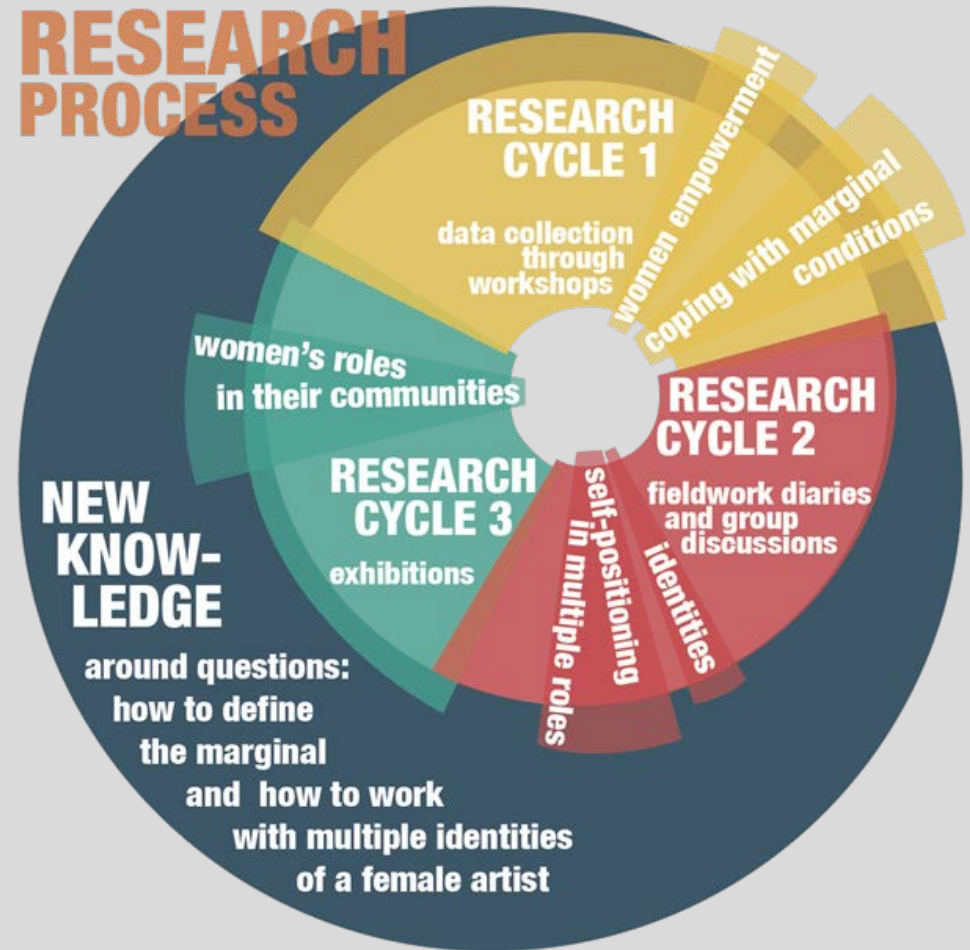 RESEARCH
PROCESS
RESEARCH
CYCLE 1
data collection
through
workshops
women empowerment
coping with marginal
conditions
RESEARCH
CYCLE 2
fieldwork diaries
and group
discussions
identities
self-positioning
in multiple roles
women's roles
in their communities
RESEARCH
CYCLE 3
exhibitions
NEW
KNOW-
LEDGE
around questions:
how to define
the marginal
and how to work
with multiple identities
of a female artist